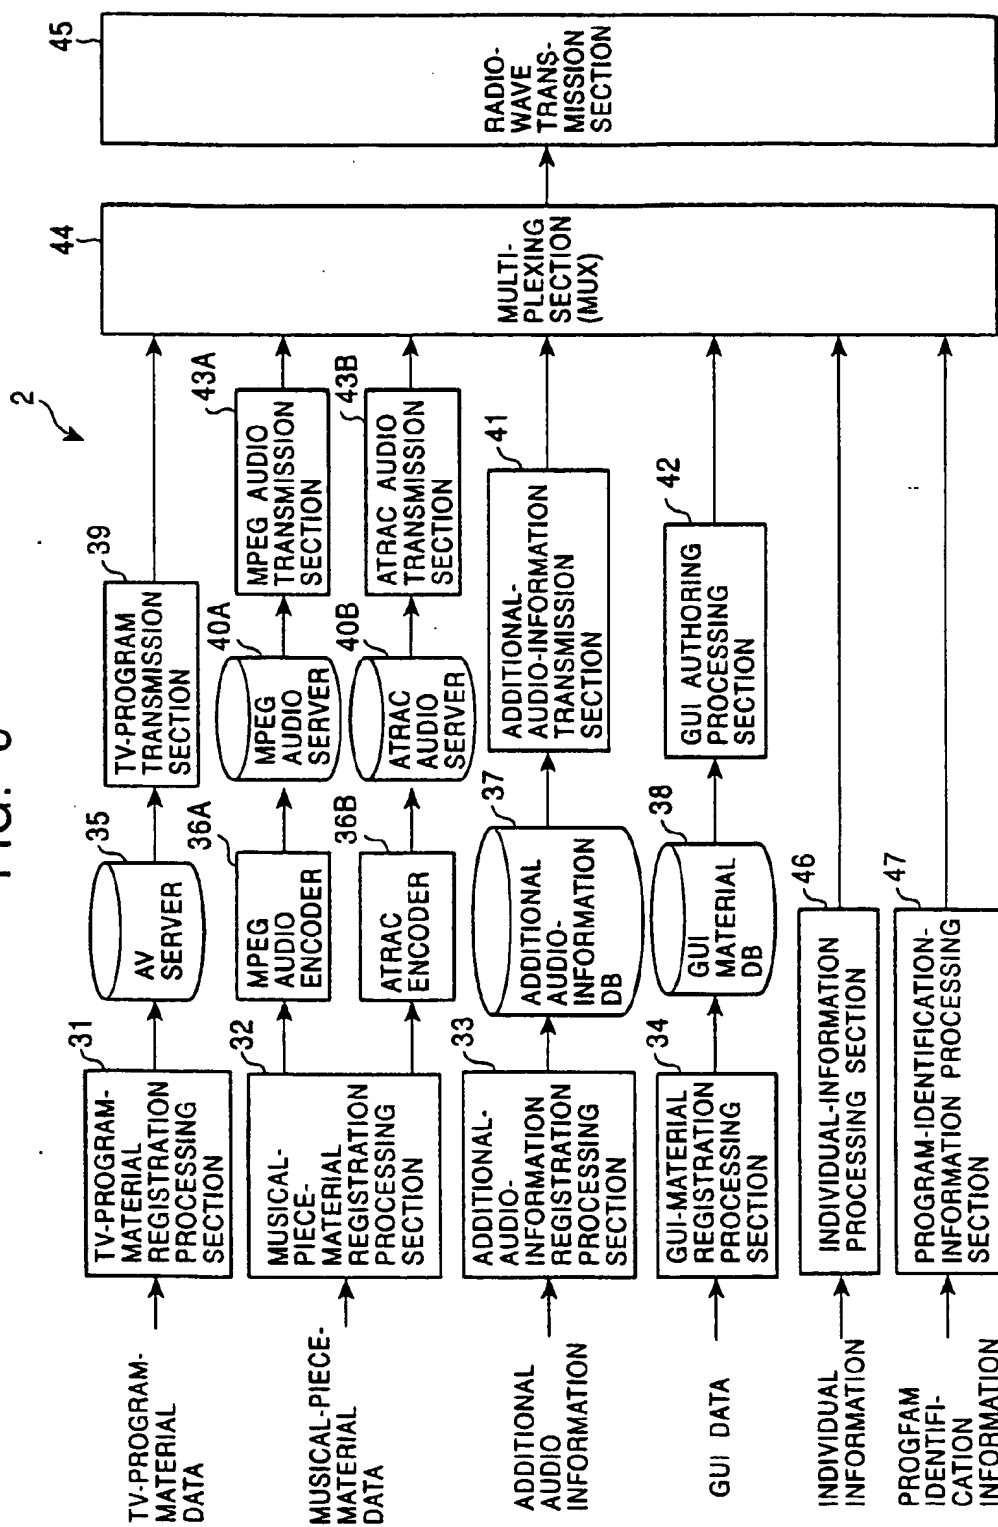 2
TV-PROGRAM-
MATERIAL
DATA
31
TV-PROGRAM-
MATERIAL
REGISTRATION
PROCESSING
SECTION
35
AV
SERVER
39
TV-PROGRAM
TRANSMISSION
SECTION
MUSICAL-PIECE-
MATERIAL
DATA
32
MUSICAL-
PIECE-
MATERIAL
REGISTRATION
PROCESSING
SECTION
36A
MPEG
AUDIO
ENCODER
40A
MPEG
AUDIO
SERVER
43A
MPEG AUDIO
TRANSMISSION
SECTION
36B
ATRAC
ENCODER
40B
ATRAC
AUDIO
SERVER
43B
ATRAC AUDIO
TRANSMISSION
SECTION
ADDITIONAL
AUDIO
INFORMATION
33
ADDITIONAL-
AUDIO-
INFORMATION
REGISTRATION
PROCESSING
SECTION
37
ADDITIONAL
AUDIO-
INFORMATION
DB
41
ADDITIONAL-
AUDIO-INFORMATION
TRANSMISSION
SECTION
GUI DATA
34
GUI-MATERIAL
REGISTRATION
PROCESSING
SECTION
38
GUI
MATERIAL
DB
42
GUI AUTHORING
PROCESSING
SECTION
INDIVIDUAL
INFORMATION
46
INDIVIDUAL-INFORMATION
PROCESSING SECTION
PROGFAM
IDENTIFI-
CATION
INFORMATION
47
PROGRAM-IDENTIFICATION-
INFORMATION PROCESSING
SECTION
44
MULTI-
PLEXING
SECTION
(MUX)
45
RADIO-
WAVE
TRANS-
MISSION
SECTION